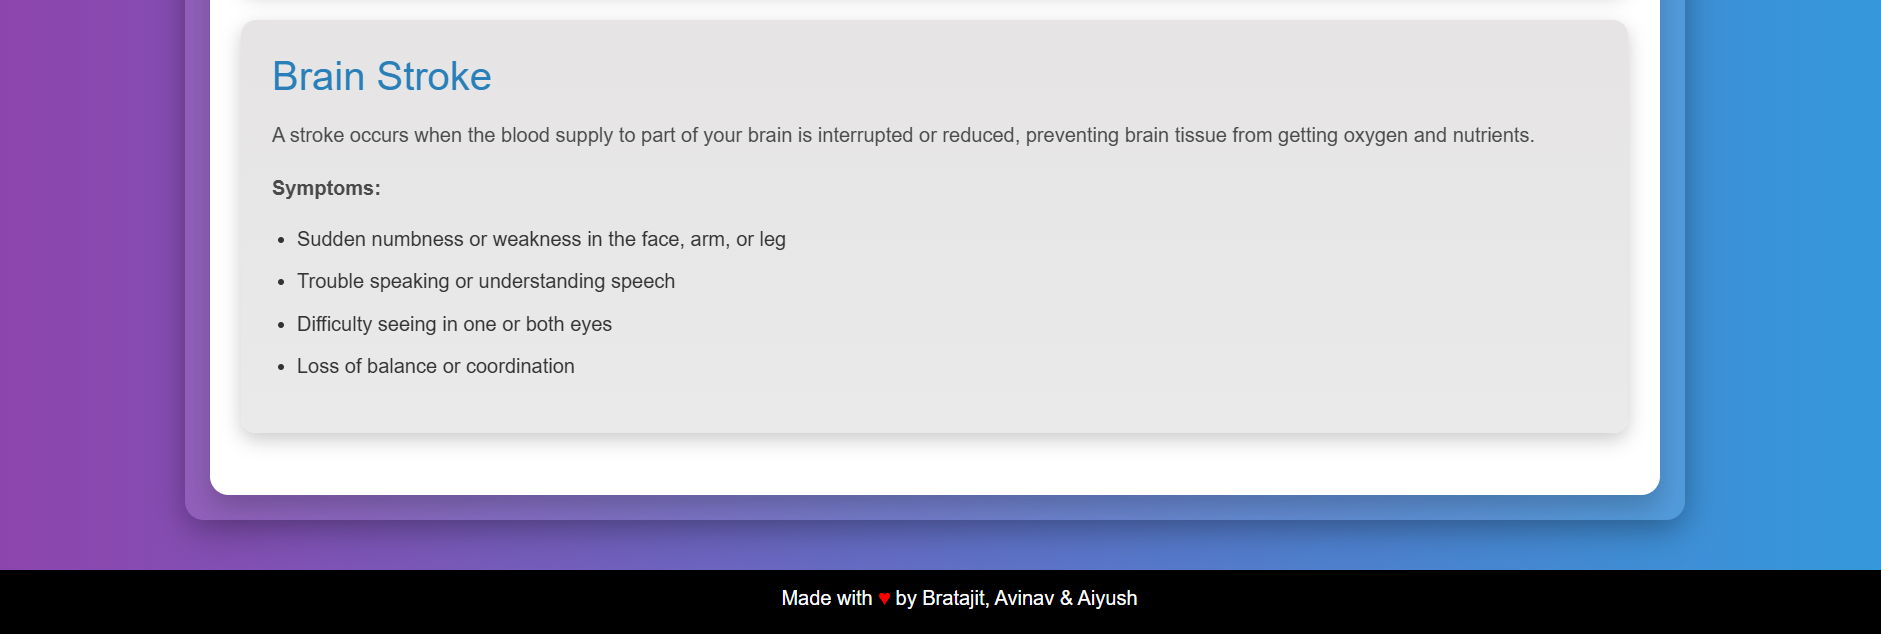 Brain Stroke
A stroke occurs when the blood supply to part of your brain is interrupted or reduced, preventing brain tissue from getting oxygen and nutrients.
Symptoms:
• Sudden numbness or weakness in the face, arm, or leg
• Trouble speaking or understanding speech
• Difficulty seeing in one or both eyes
• Loss of balance or coordination
Made with ♥ by Bratajit, Avinav & Aiyush